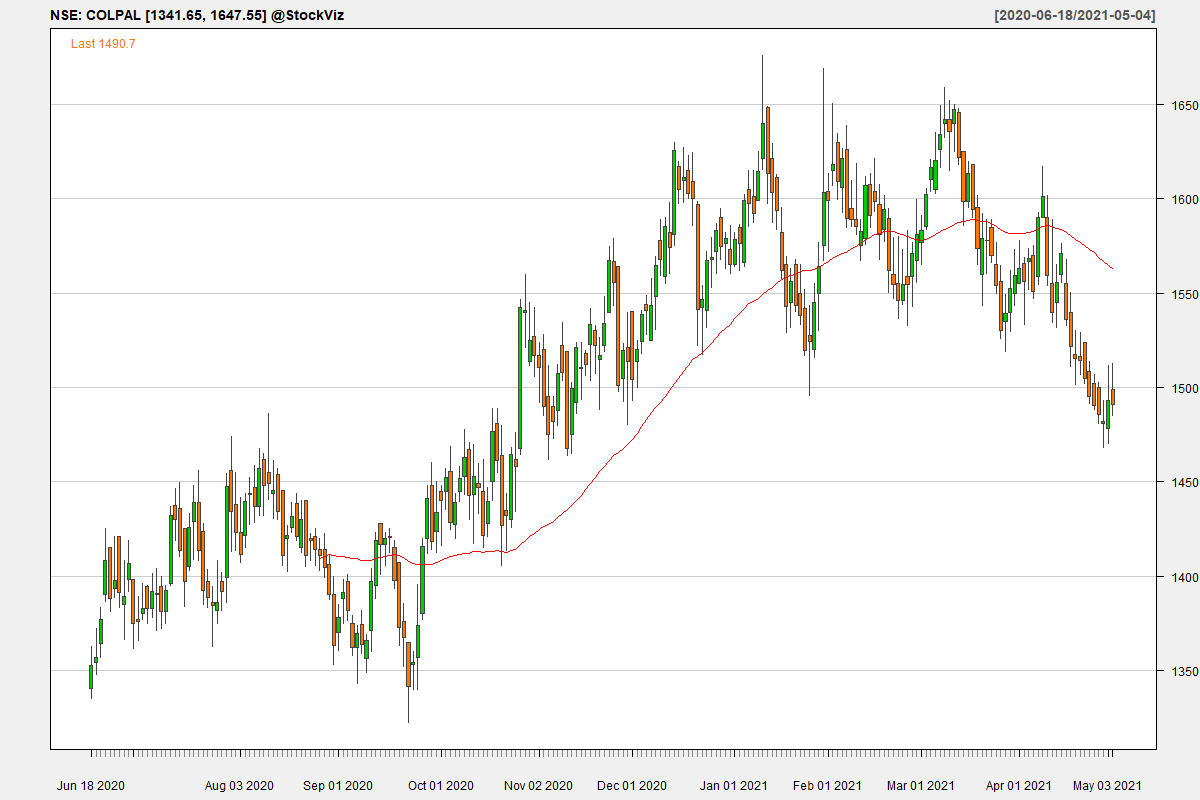 NSE: COLPAL [1341.65, 1647.55] @StockViz [2020-06-18/2021-05-04]
Last 1490.7
1650
1600
1550
1500
1450
1400
1350
Jun 18 2020 Aug 03 2020 Sep 01 2020 Oct 01 2020 Nov 02 2020 Dec 01 2020 Jan 01 2021 Feb 01 2021 Mar 01 2021 Apr 01 2021 May 03 2021